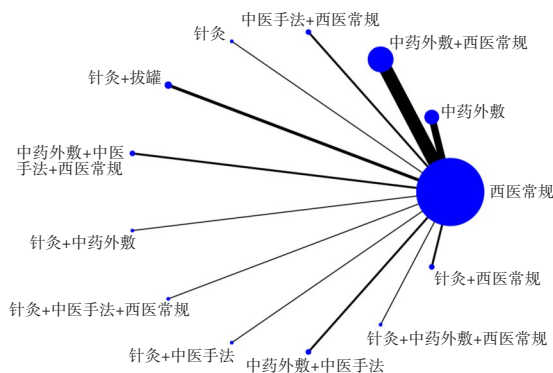 中医手法+西医常规
针灸
中药外敷+西医常规
针灸+拔罐
中药外敷
中药外敷+中医
手法+西医常规
西医常规
针灸+中药外敷
针灸+西医常规
针灸+中医手法+西医常规
针灸+中药外敷+西医常规
针灸+中医手法
中药外敷+中医手法